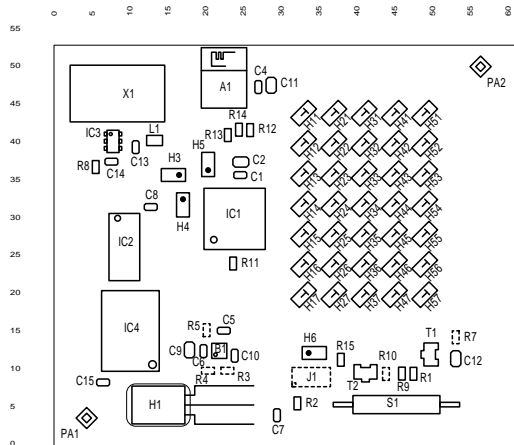 0 5 10 15 20 25 30 35 40 45 50 55 60
55
50
PA2
X1
A1
C4
C11
45
R14
H11 H21 H31 H41 H51
IC3
L1
R13
R12
40
H5
H12 H22 H32 H42 H52
C13
R8
C14
H3
C2
C1
35
H13 H23 H33 H43 H53
C8
H4
IC1
30
H14 H24 H34 H44 H54
IC2
R11
25
H15 H25 H35 H45 H55
20
H16 H26 H36 H46 H56
IC4
H17 H27 H37 H47 H57
15
R5
C5
T1
R7
H6
C9
C6
B1
C10
R15
R10
C12
10
R4
R3
J1
T2
R9
R1
C15
H1
R2
S1
5
PA1
C7
0